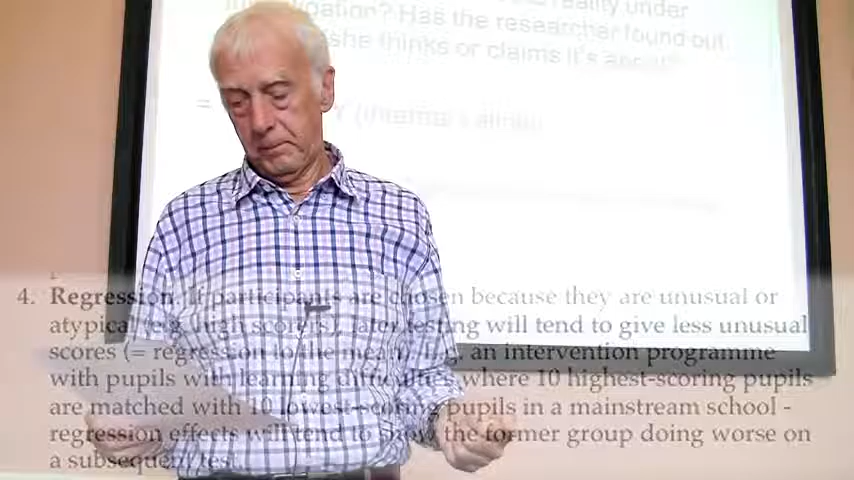 the reality under
investigation? Has the researcher found out
she thinks or claims it's about?
=
4. Regression. If participants are chosen because they are unusual or
atypical (e.g. high scorers), later testing will tend to give less unusual
scores (= regression to the mean). E.g. an intervention programme
with pupils with learning difficulties where 10 highest-scoring pupils
are matched with 10 lowest-scoring pupils in a mainstream school -
regression effects will tend to show the former group doing worse on
a subsequent test.